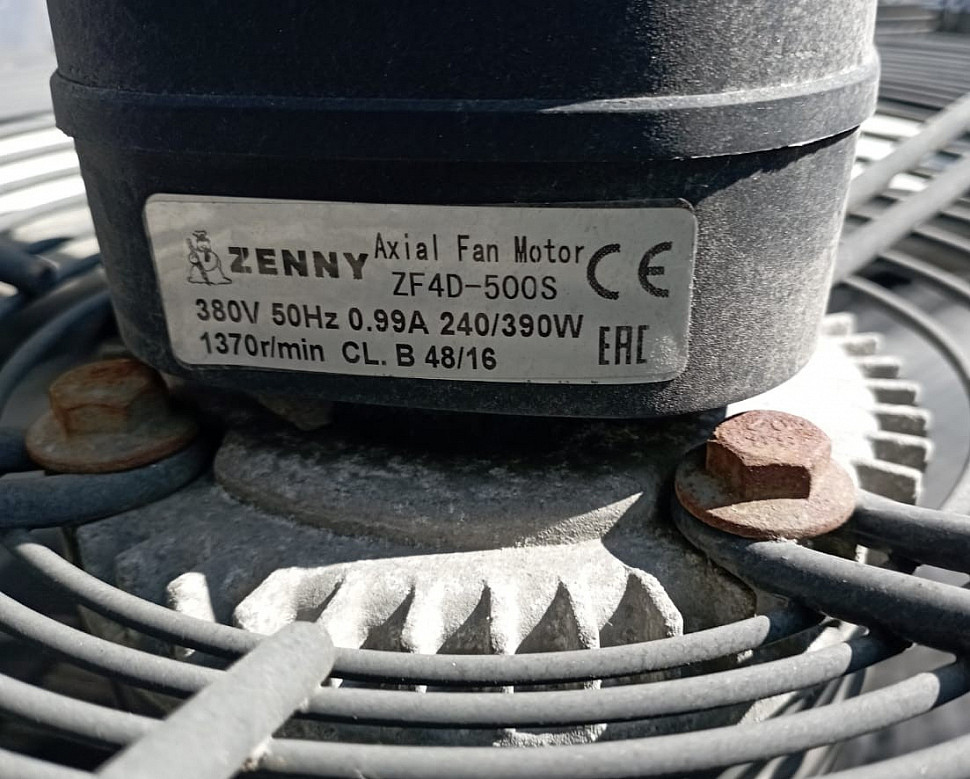 ZENNY Axial Fan Motor CE
ZF4D-500S
380V 50Hz 0.99A 240/390W
1370r/min CL. B 48/16 EAC